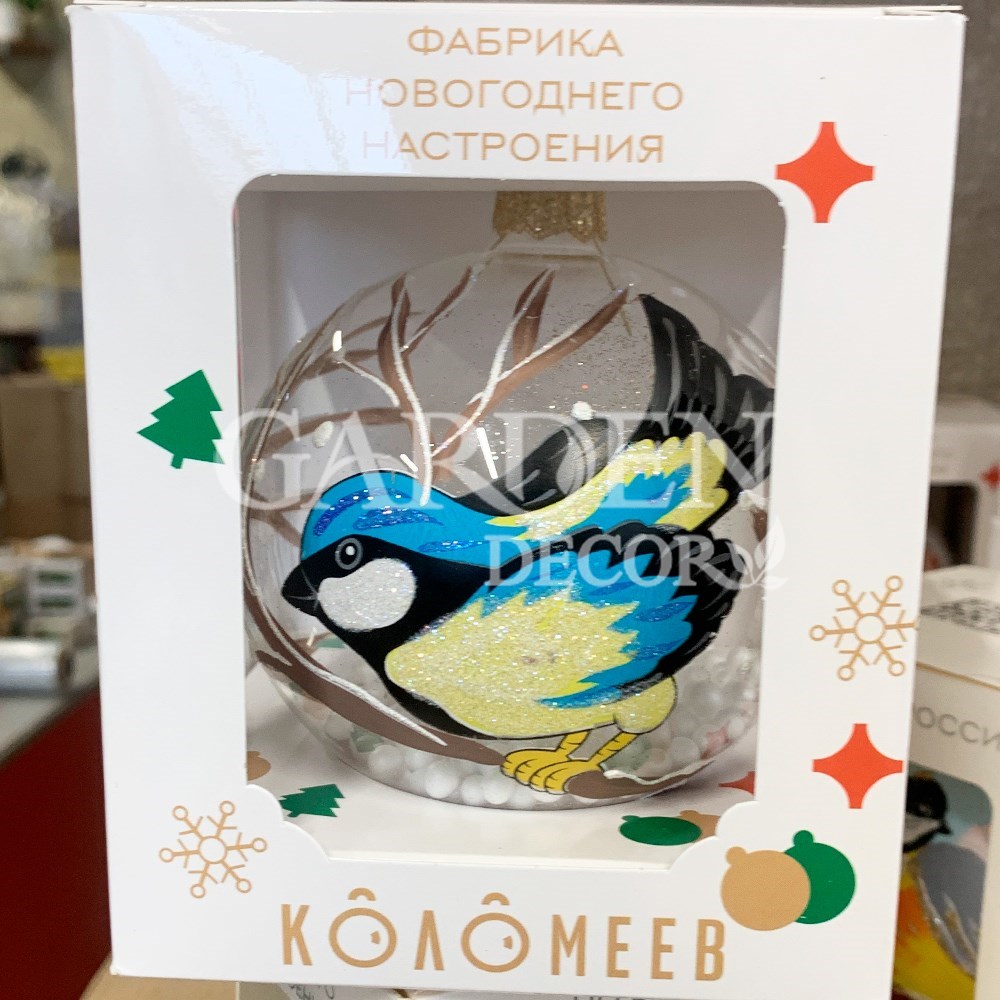 ФАБРИКА
НОВОГОДНЕГО
НАСТРОЕНИЯ
GARDEN
DECOR
КОЛОМЕЕВ